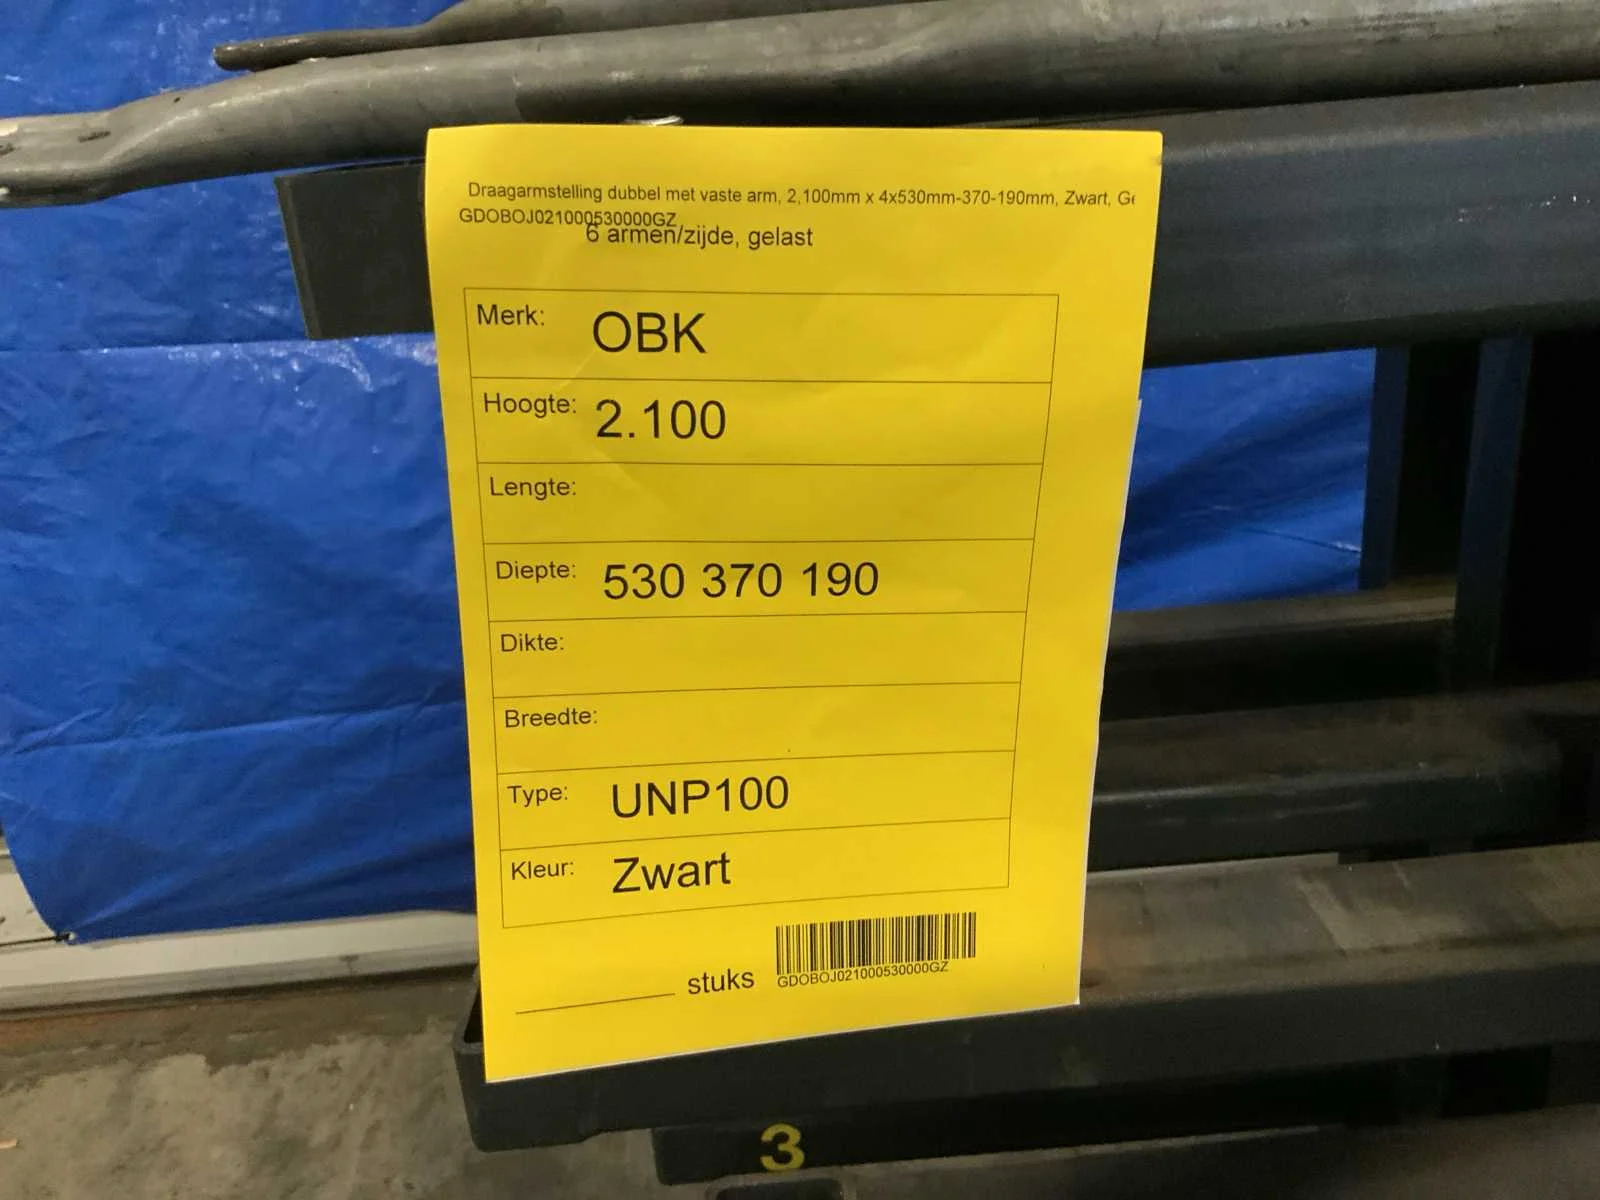 Draagarmstelling dubbel met vaste arm, 2,100mm x 4x530mm-370-190mm, Zwart, Ge
GDOBOJ021000530000GZ
6 armen/zijde, gelast
Merk: OBK
Hoogte: 2.100
Lengte:
Diepte: 530 370 190
Dikte:
Breedte:
Type: UNP100
Kleur: Zwart
stuks
GDOBOJ021000530000GZ
3